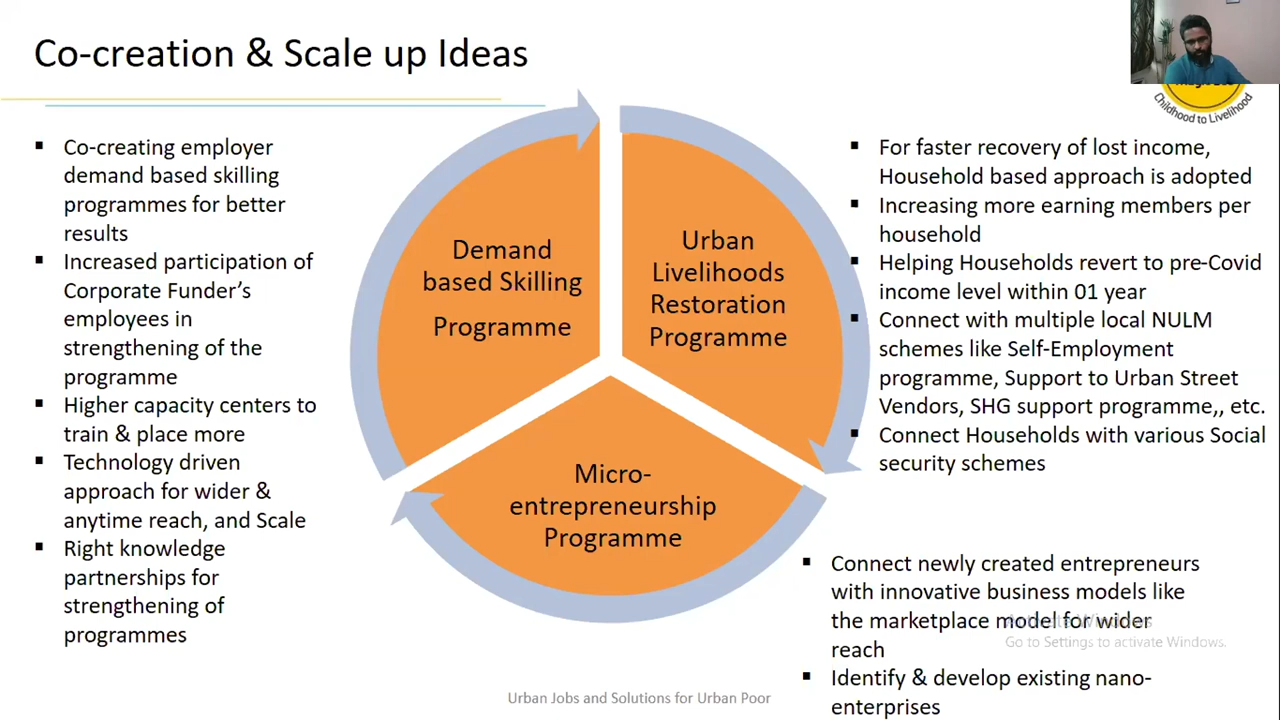 Co-creation & Scale up Ideas
Childhood to Livelihood
▪ Co-creating employer
demand based skilling
programmes for better
results
▪ Increased participation of
Corporate Funder’s
employees in
strengthening of the
programme
▪ Higher capacity centers to
train & place more
▪ Technology driven
approach for wider &
anytime reach, and Scale
▪ Right knowledge
partnerships for
strengthening of
programmes
Demand
based Skilling
Programme
Urban
Livelihoods
Restoration
Programme
Micro-
entrepreneurship
Programme
▪ For faster recovery of lost income,
Household based approach is adopted
▪ Increasing more earning members per
household
▪ Helping Households revert to pre-Covid
income level within 01 year
▪ Connect with multiple local NULM
schemes like Self-Employment
programme, Support to Urban Street
Vendors, SHG support programme,, etc.
▪ Connect Households with various Social
security schemes
▪ Connect newly created entrepreneurs
with innovative business models like
the marketplace model for wider
reach
▪ Identify & develop existing nano-
enterprises
Activate Windows
Go to Settings to activate Windows.
Urban Jobs and Solutions for Urban Poor